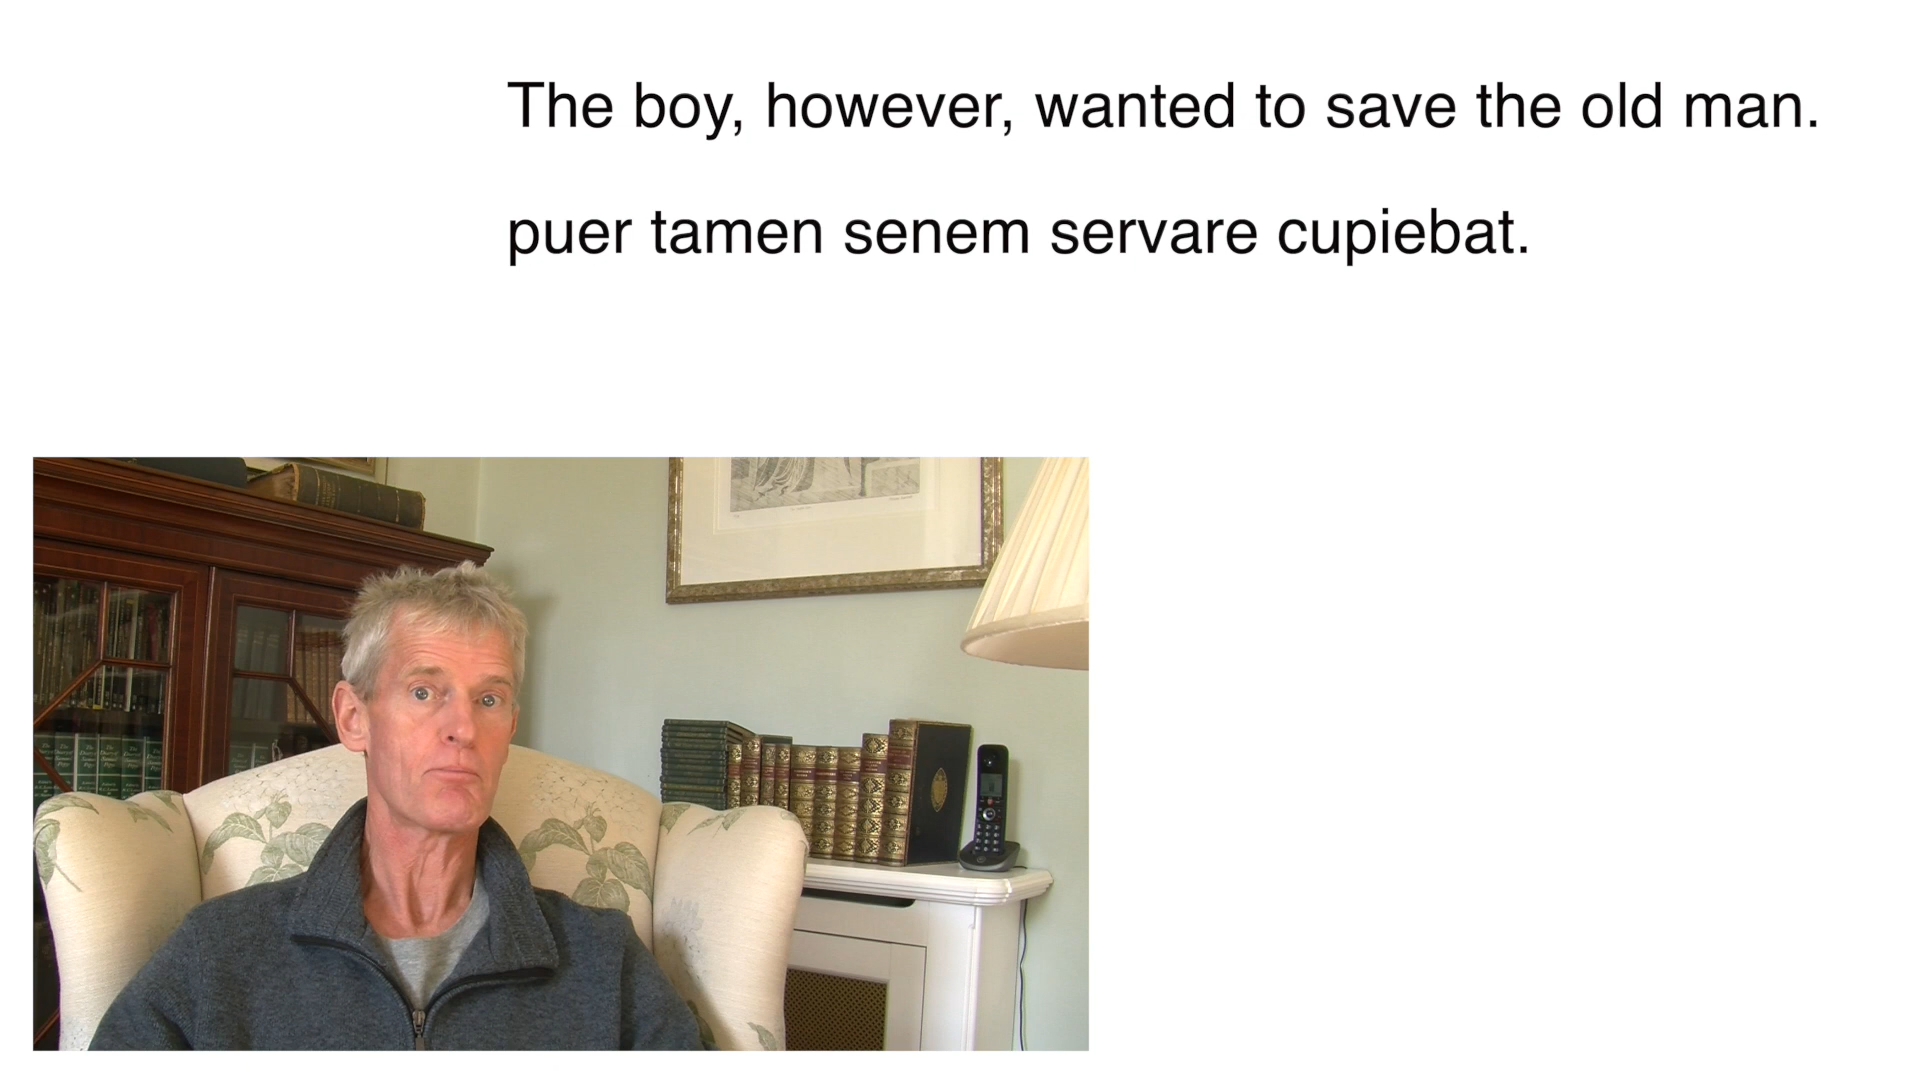 The boy, however, wanted to save the old man.
puer tamen senem servare cupiebat.